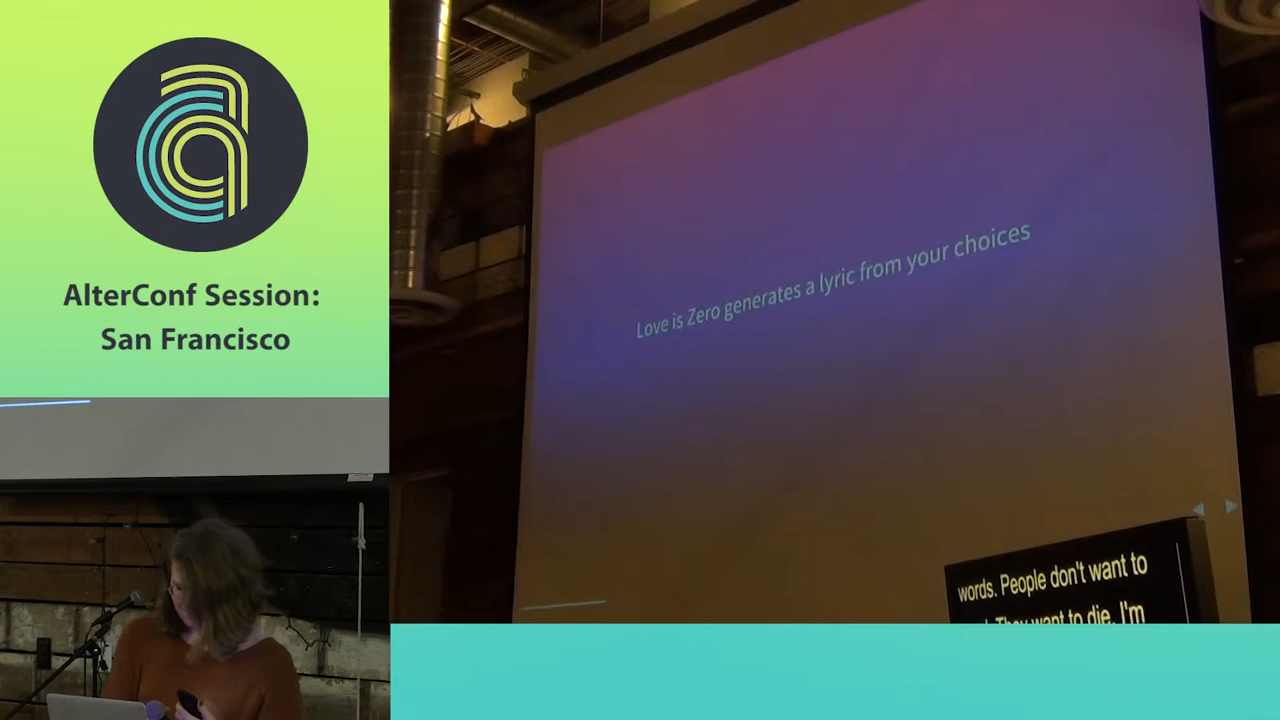 AlterConf Session:
San Francisco
Love is Zero generates a lyric from your choices
words. People don't want to
They want to die. I'm